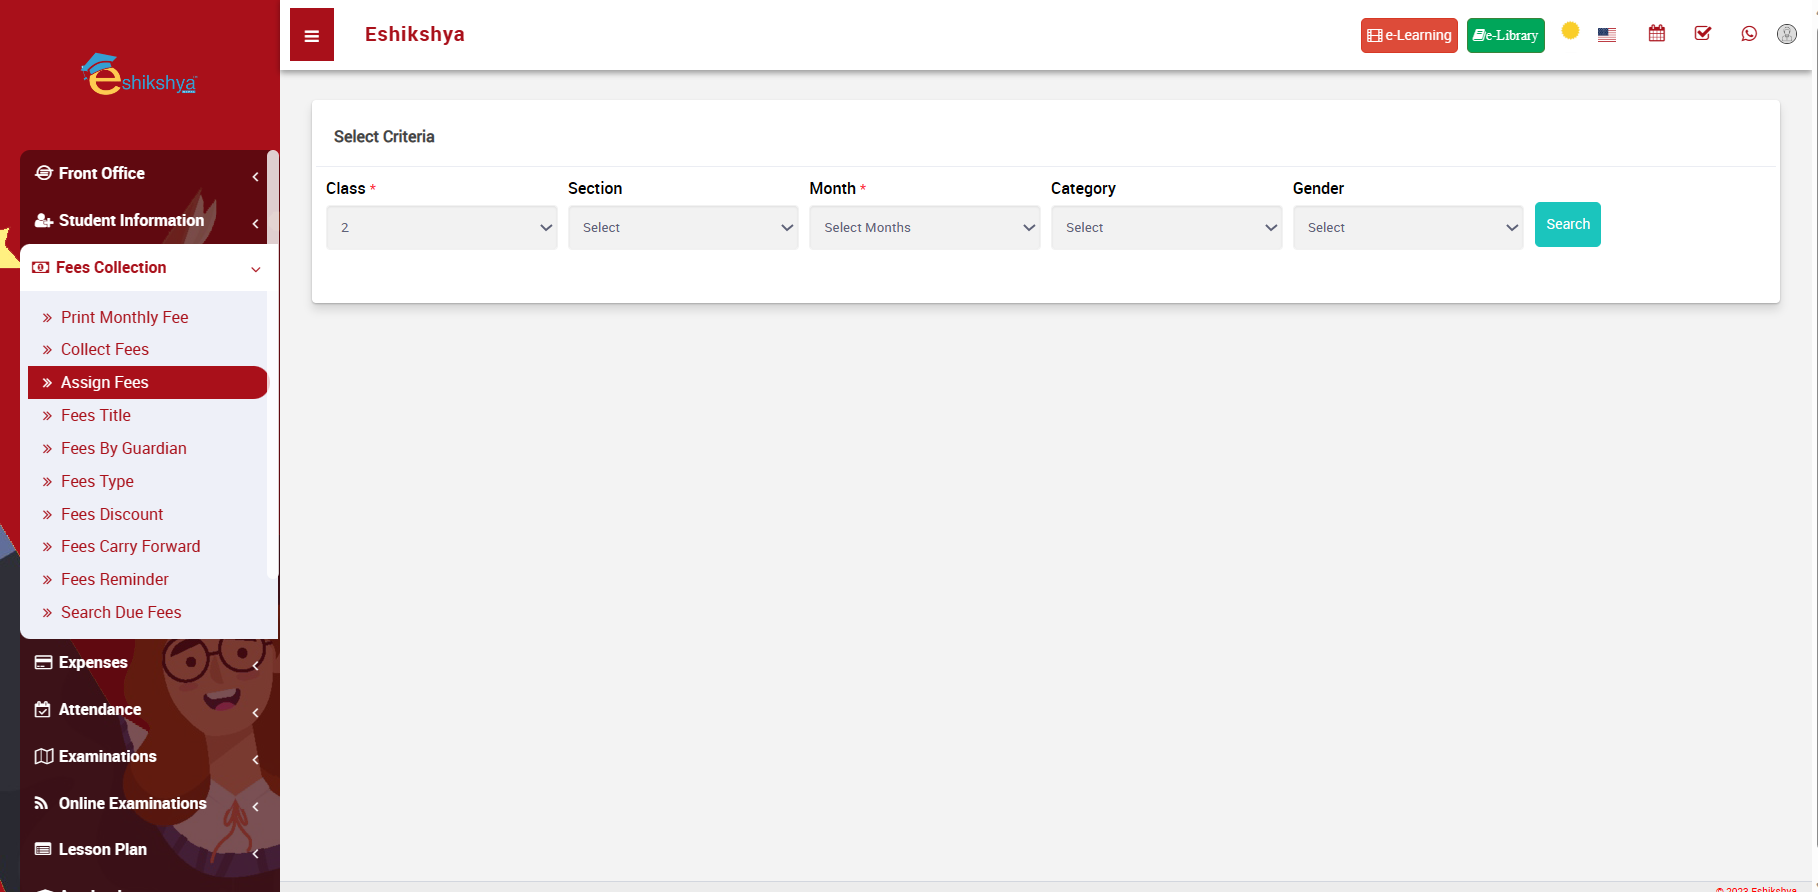 eshikshya
Eshikshya
e-Learning
e-Library
Front Office
Student Information
Fees Collection
Print Monthly Fee
Collect Fees
Assign Fees
Fees Title
Fees By Guardian
Fees Type
Fees Discount
Fees Carry Forward
Fees Reminder
Search Due Fees
Expenses
Attendance
Examinations
Online Examinations
Lesson Plan
Select Criteria
Class * Section Month * Category Gender
2 Select Select Months Select Select Search
© 2023 Eshikshya